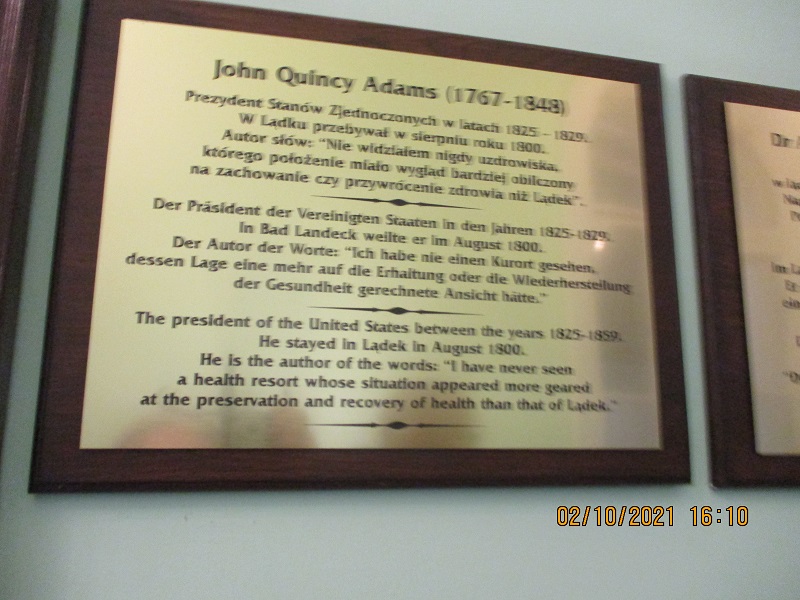 John Quincy Adams (1767-1848)
Prezydent Stanów Zjednoczonych w latach 1825 - 1829.
W Lądku przebywał w sierpniu roku 1800.
Autor słów: "Nie widziałem nigdy uzdrowiska,
którego położenie miało wygląd bardziej obliczony
na zachowanie czy przywrócenie zdrowia niż Lądek".
Der Präsident der Vereinigten Staaten in den Jahren 1825-1829.
In Bad Landeck weilte er im August 1800.
Der Autor der Worte: "Ich habe nie einen Kurort gesehen,
dessen Lage eine mehr auf die Erhaltung oder die Wiederherstellung
der Gesundheit gerechnete Ansicht hätte."
The president of the United States between the years 1825-1859.
He stayed in Lądek in August 1800.
He is the author of the words: "I have never seen
a health resort whose situation appeared more geared
at the preservation and recovery of health than that of Lądek."
Dr
02/10/2021 16:10